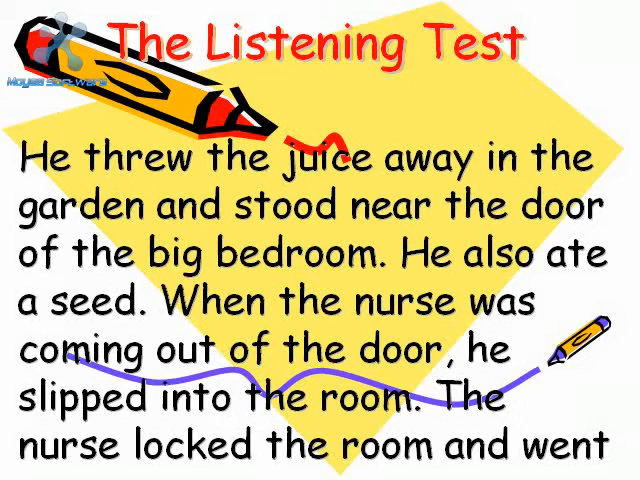 The Listening Test
Moyea Software
He threw the juice away in the
garden and stood near the door
of the big bedroom. He also ate
a seed. When the nurse was
coming out of the door, he
slipped into the room. The
nurse locked the room and went